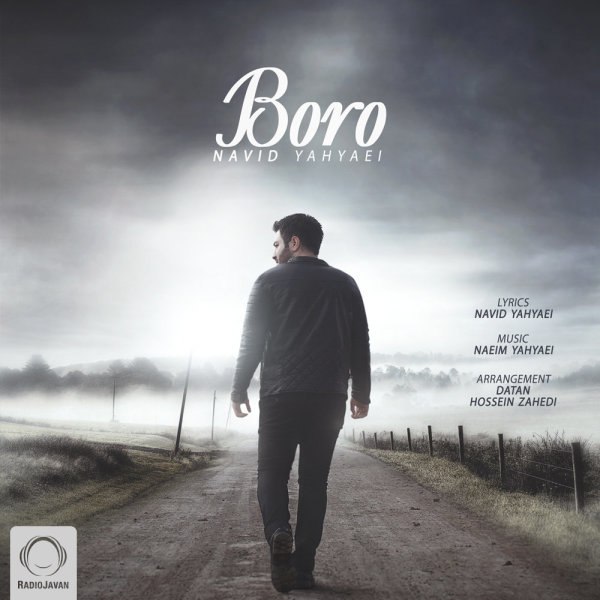 Boro
NAVID YAHYAEI
LYRICS
NAVID YAHYAEI
MUSIC
NAEIM YAHYAEI
ARRANGEMENT
DATAN
HOSSEIN ZAHEDI
RADIOJAVAN